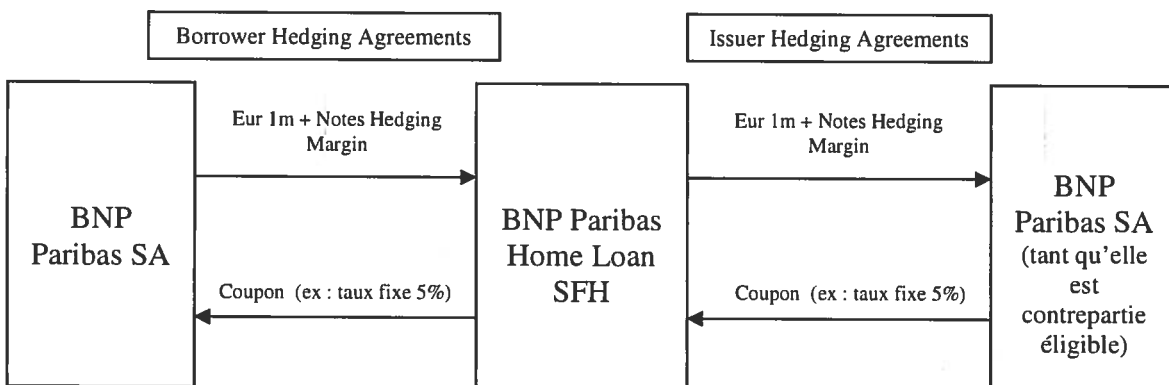 Borrower Hedging Agreements
Issuer Hedging Agreements
BNP
Paribas SA
Eur 1m + Notes Hedging
Margin
Coupon (ex : taux fixe 5%)
BNP Paribas
Home Loan
SFH
Eur 1m + Notes Hedging
Margin
Coupon (ex : taux fixe 5%)
BNP
Paribas SA
(tant qu'elle
est
contrepartie
éligible)